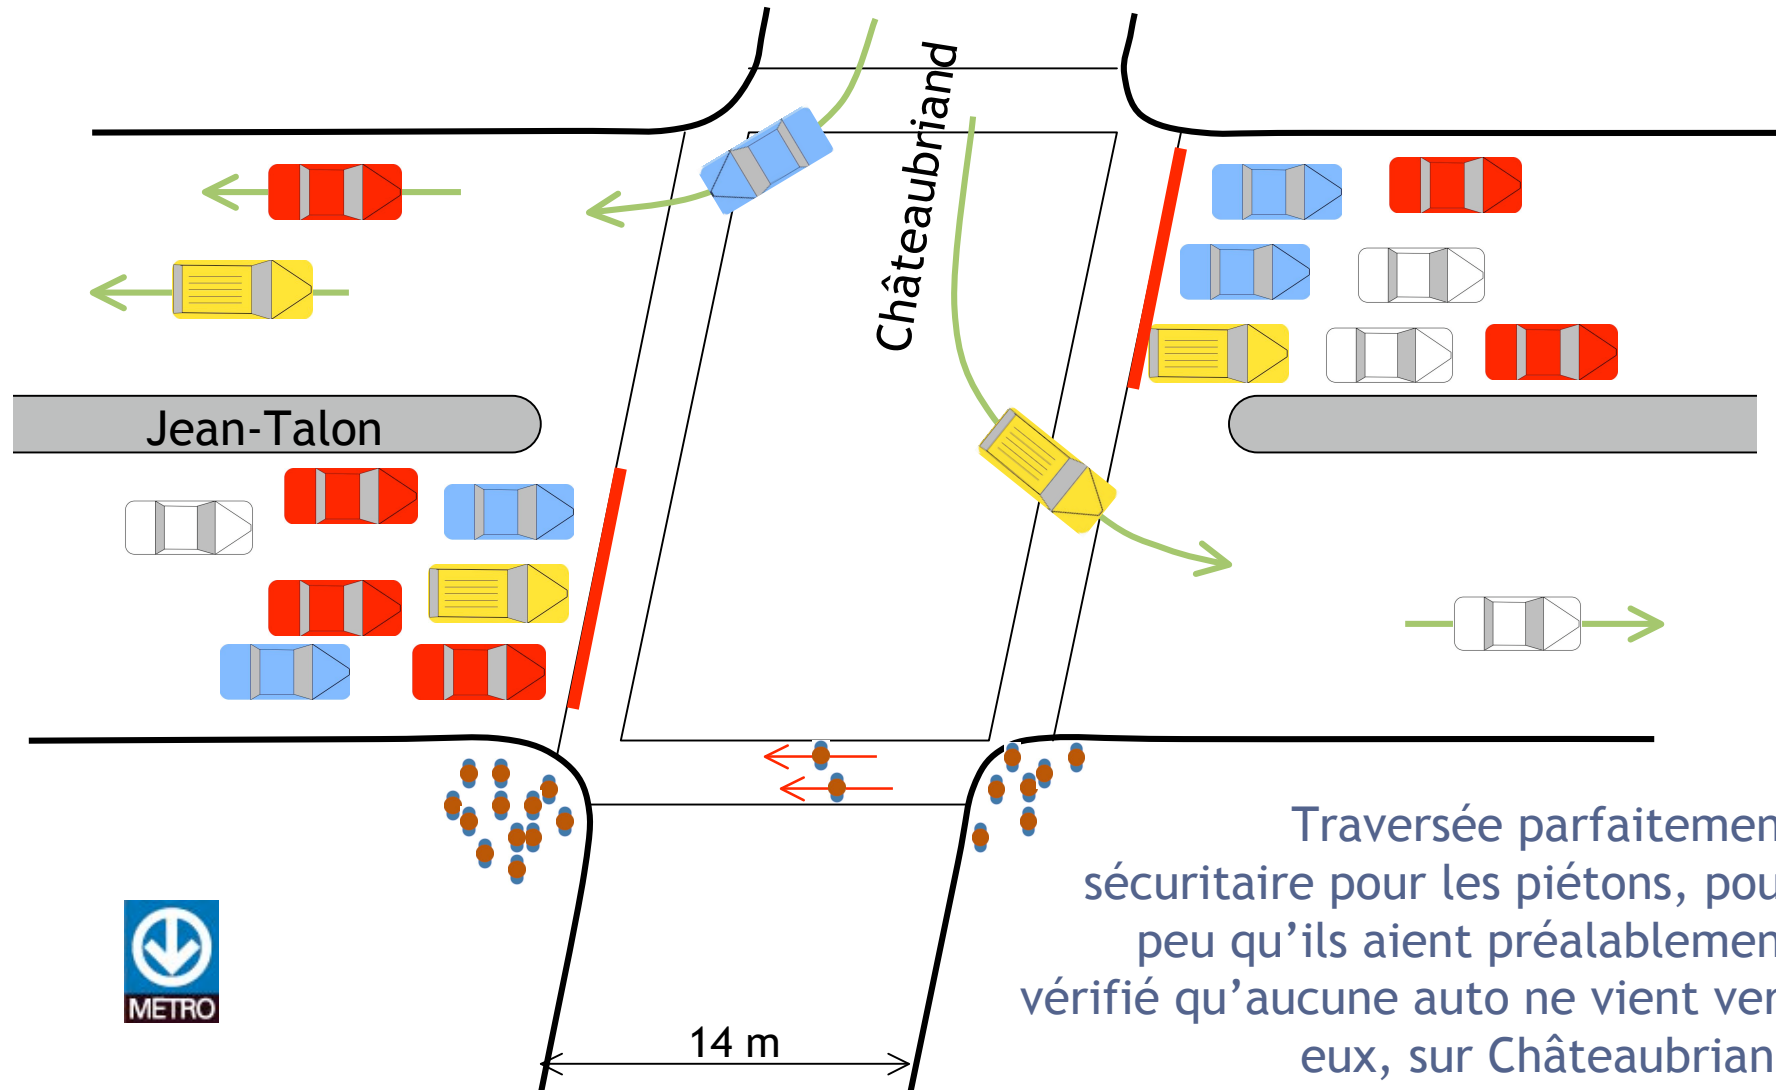 Châteaubriand
Jean-Talon
Traversée parfaitemen
sécuritaire pour les piétons, pou
peu qu’ils aient préalablemen
vérifié qu’aucune auto ne vient ver
eux, sur Châteaubrian
METRO
14 m